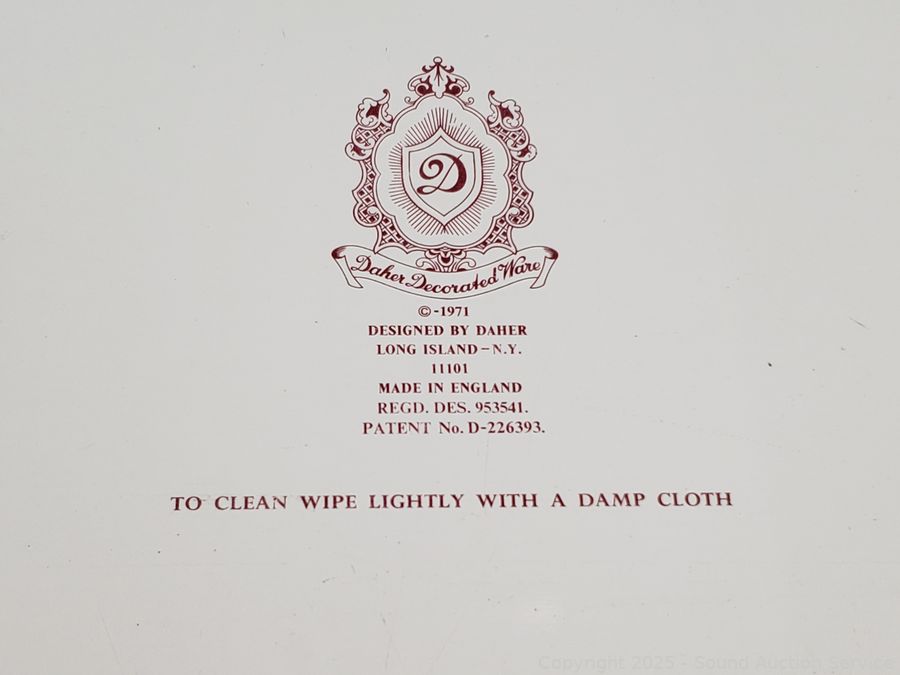 D
Daher Decorated Ware
©-1971
DESIGNED BY DAHER
LONG ISLAND-N.Y.
11101
MADE IN ENGLAND
REGD. DES. 953541.
PATENT No. D-226393.
TO CLEAN WIPE LIGHTLY WITH A DAMP CLOTH
Copyright 2025 - Sound Auction Service